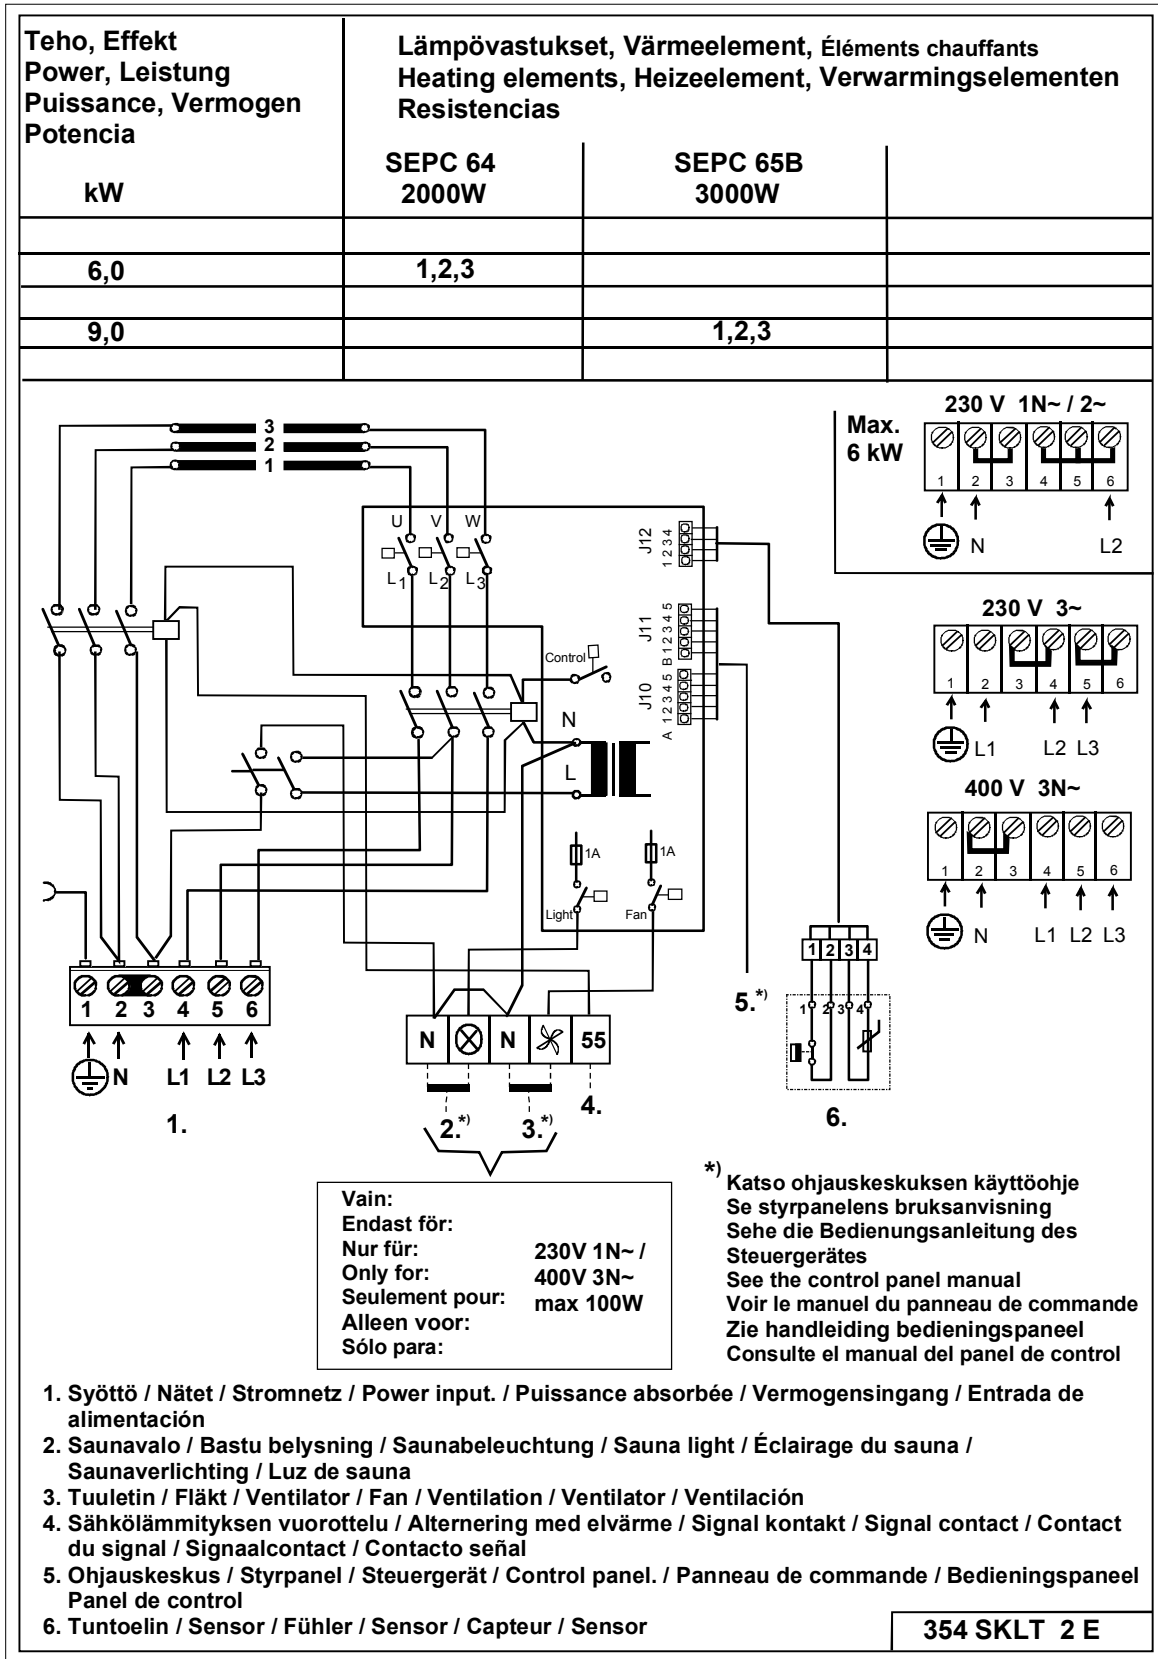 Teho, Effekt
Power, Leistung
Puissance, Vermogen
Potencia
kW
Lämpövastukset, Värmeelement, Éléments chauffants
Heating elements, Heizeelement, Verwarmingselementen
Resistencias
SEPC 64
2000W
SEPC 65B
3000W
6,0 1,2,3
9,0 1,2,3
3
2
1
U V W
L1 L2 L3
J12
1 2 3 4
J11
B 1 2 3 4 5
J10
A 1 2 3 4 5
Control
N
L
1A 1A
Light Fan
1 2 3 4 5 6
N L1 L2 L3
1.
N N 55
2.*) 3.*) 4.
5.*)
1 2 3 4
1 2 3 4
6.
Max.
6 kW
230 V 1N~ / 2~
1 2 3 4 5 6
N L2
230 V 3~
1 2 3 4 5 6
L1 L2 L3
400 V 3N~
1 2 3 4 5 6
N L1 L2 L3
Vain:
Endast för:
Nur für:
Only for:
Seulement pour:
Alleen voor:
Sólo para:
230V 1N~ /
400V 3N~
max 100W
*) Katso ohjauskeskuksen käyttöohje
Se styrpanelens bruksanvisning
Sehe die Bedienungsanleitung des
Steuergerätes
See the control panel manual
Voir le manuel du panneau de commande
Zie handleiding bedieningspaneel
Consulte el manual del panel de control
1. Syöttö / Nätet / Stromnetz / Power input. / Puissance absorbée / Vermogensingang / Entrada de
alimentación
2. Saunavalo / Bastu belysning / Saunabeleuchtung / Sauna light / Éclairage du sauna /
Saunaverlichting / Luz de sauna
3. Tuuletin / Fläkt / Ventilator / Fan / Ventilation / Ventilator / Ventilación
4. Sähkölämmityksen vuorottelu / Alternering med elvärme / Signal kontakt / Signal contact / Contact
du signal / Signaalcontact / Contacto señal
5. Ohjauskeskus / Styrpanel / Steuergerät / Control panel. / Panneau de commande / Bedieningspaneel
Panel de control
6. Tuntoelin / Sensor / Fühler / Sensor / Capteur / Sensor
354 SKLT 2 E